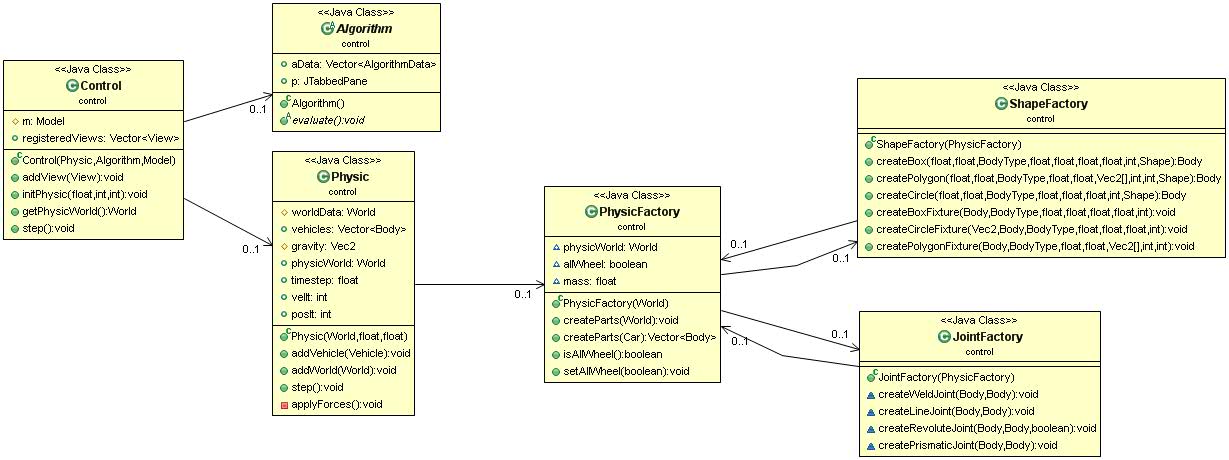 <<Java Class>>
Control
control
m: Model
registeredViews: Vector<View>
Control(Physic,Algorithm,Model)
addView(View):void
initPhysic(float,int,int):void
getPhysicWorld():World
step():void
0..1
0..1
<<Java Class>>
Algorithm
control
aData: Vector<AlgorithmData>
p: JTabbedPane
Algorithm()
evaluate():void
<<Java Class>>
Physic
control
worldData: World
vehicles: Vector<Body>
gravity: Vec2
physicWorld: World
timestep: float
velIt: int
posIt: int
Physic(World,float,float)
addVehicle(Vehicle):void
addWorld(World):void
step():void
applyForces():void
0..1
<<Java Class>>
PhysicFactory
control
physicWorld: World
allWheel: boolean
mass: float
PhysicFactory(World)
createParts(World):void
createParts(Car):Vector<Body>
isAllWheel():boolean
setAllWheel(boolean):void
0..1
0..1
0..1
0..1
<<Java Class>>
ShapeFactory
control
ShapeFactory(PhysicFactory)
createBox(float,float,BodyType,float,float,float,float,int,Shape):Body
createPolygon(float,float,BodyType,float,float,Vec2[],int,int,Shape):Body
createCircle(float,float,BodyType,float,float,float,int,Shape):Body
createBoxFixture(Body,BodyType,float,float,float,float,int):void
createCircleFixture(Vec2,Body,BodyType,float,float,float,int):void
createPolygonFixture(Body,BodyType,float,float,Vec2[],int,int):void
<<Java Class>>
JointFactory
control
JointFactory(PhysicFactory)
createWeldJoint(Body,Body):void
createLineJoint(Body,Body):void
createRevoluteJoint(Body,Body,boolean):void
createPrismaticJoint(Body,Body):void